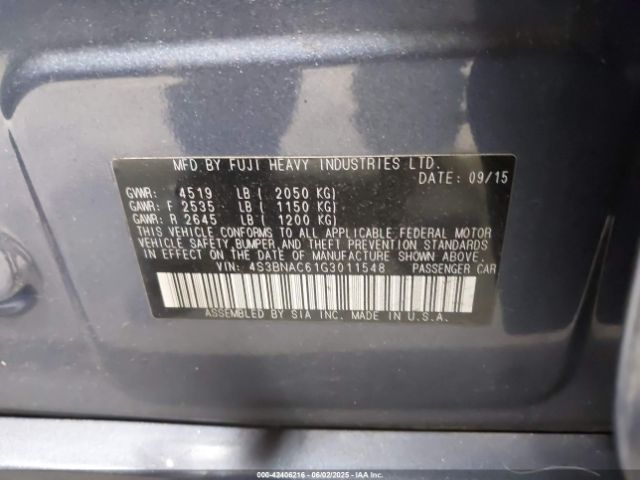 MFD BY FUJI HEAVY INDUSTRIES LTD.
DATE: 09/15
GVWR: 4519 LB ( 2050 KG)
GAWR: F 2535 LB ( 1150 KG)
GAWR: R 2645 LB ( 1200 KG)
THIS VEHICLE CONFORMS TO ALL APPLICABLE FEDERAL MOTOR
VEHICLE SAFETY, BUMPER, AND THEFT PREVENTION STANDARDS
IN EFFECT ON THE DATE OF MANUFACTURE SHOWN ABOVE.
VIN: 4S3BNAC61G3011548 PASSENGER CAR
ASSEMBLED BY SIA INC. MADE IN U.S.A.
000-42406216 - 06/02/2025 - IAAI COPYRIGHT